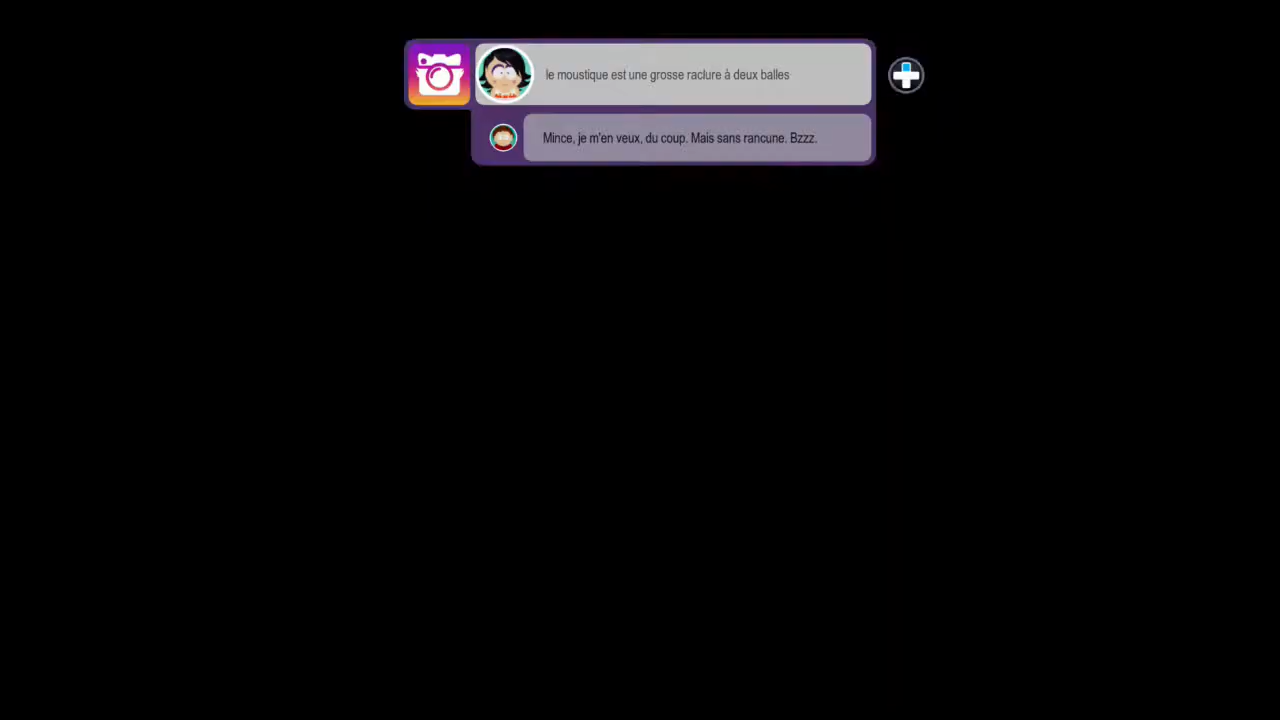 le moustique est une grosse raclure à deux balles
Mince, je m'en veux, du coup. Mais sans rancune. Bzzz.